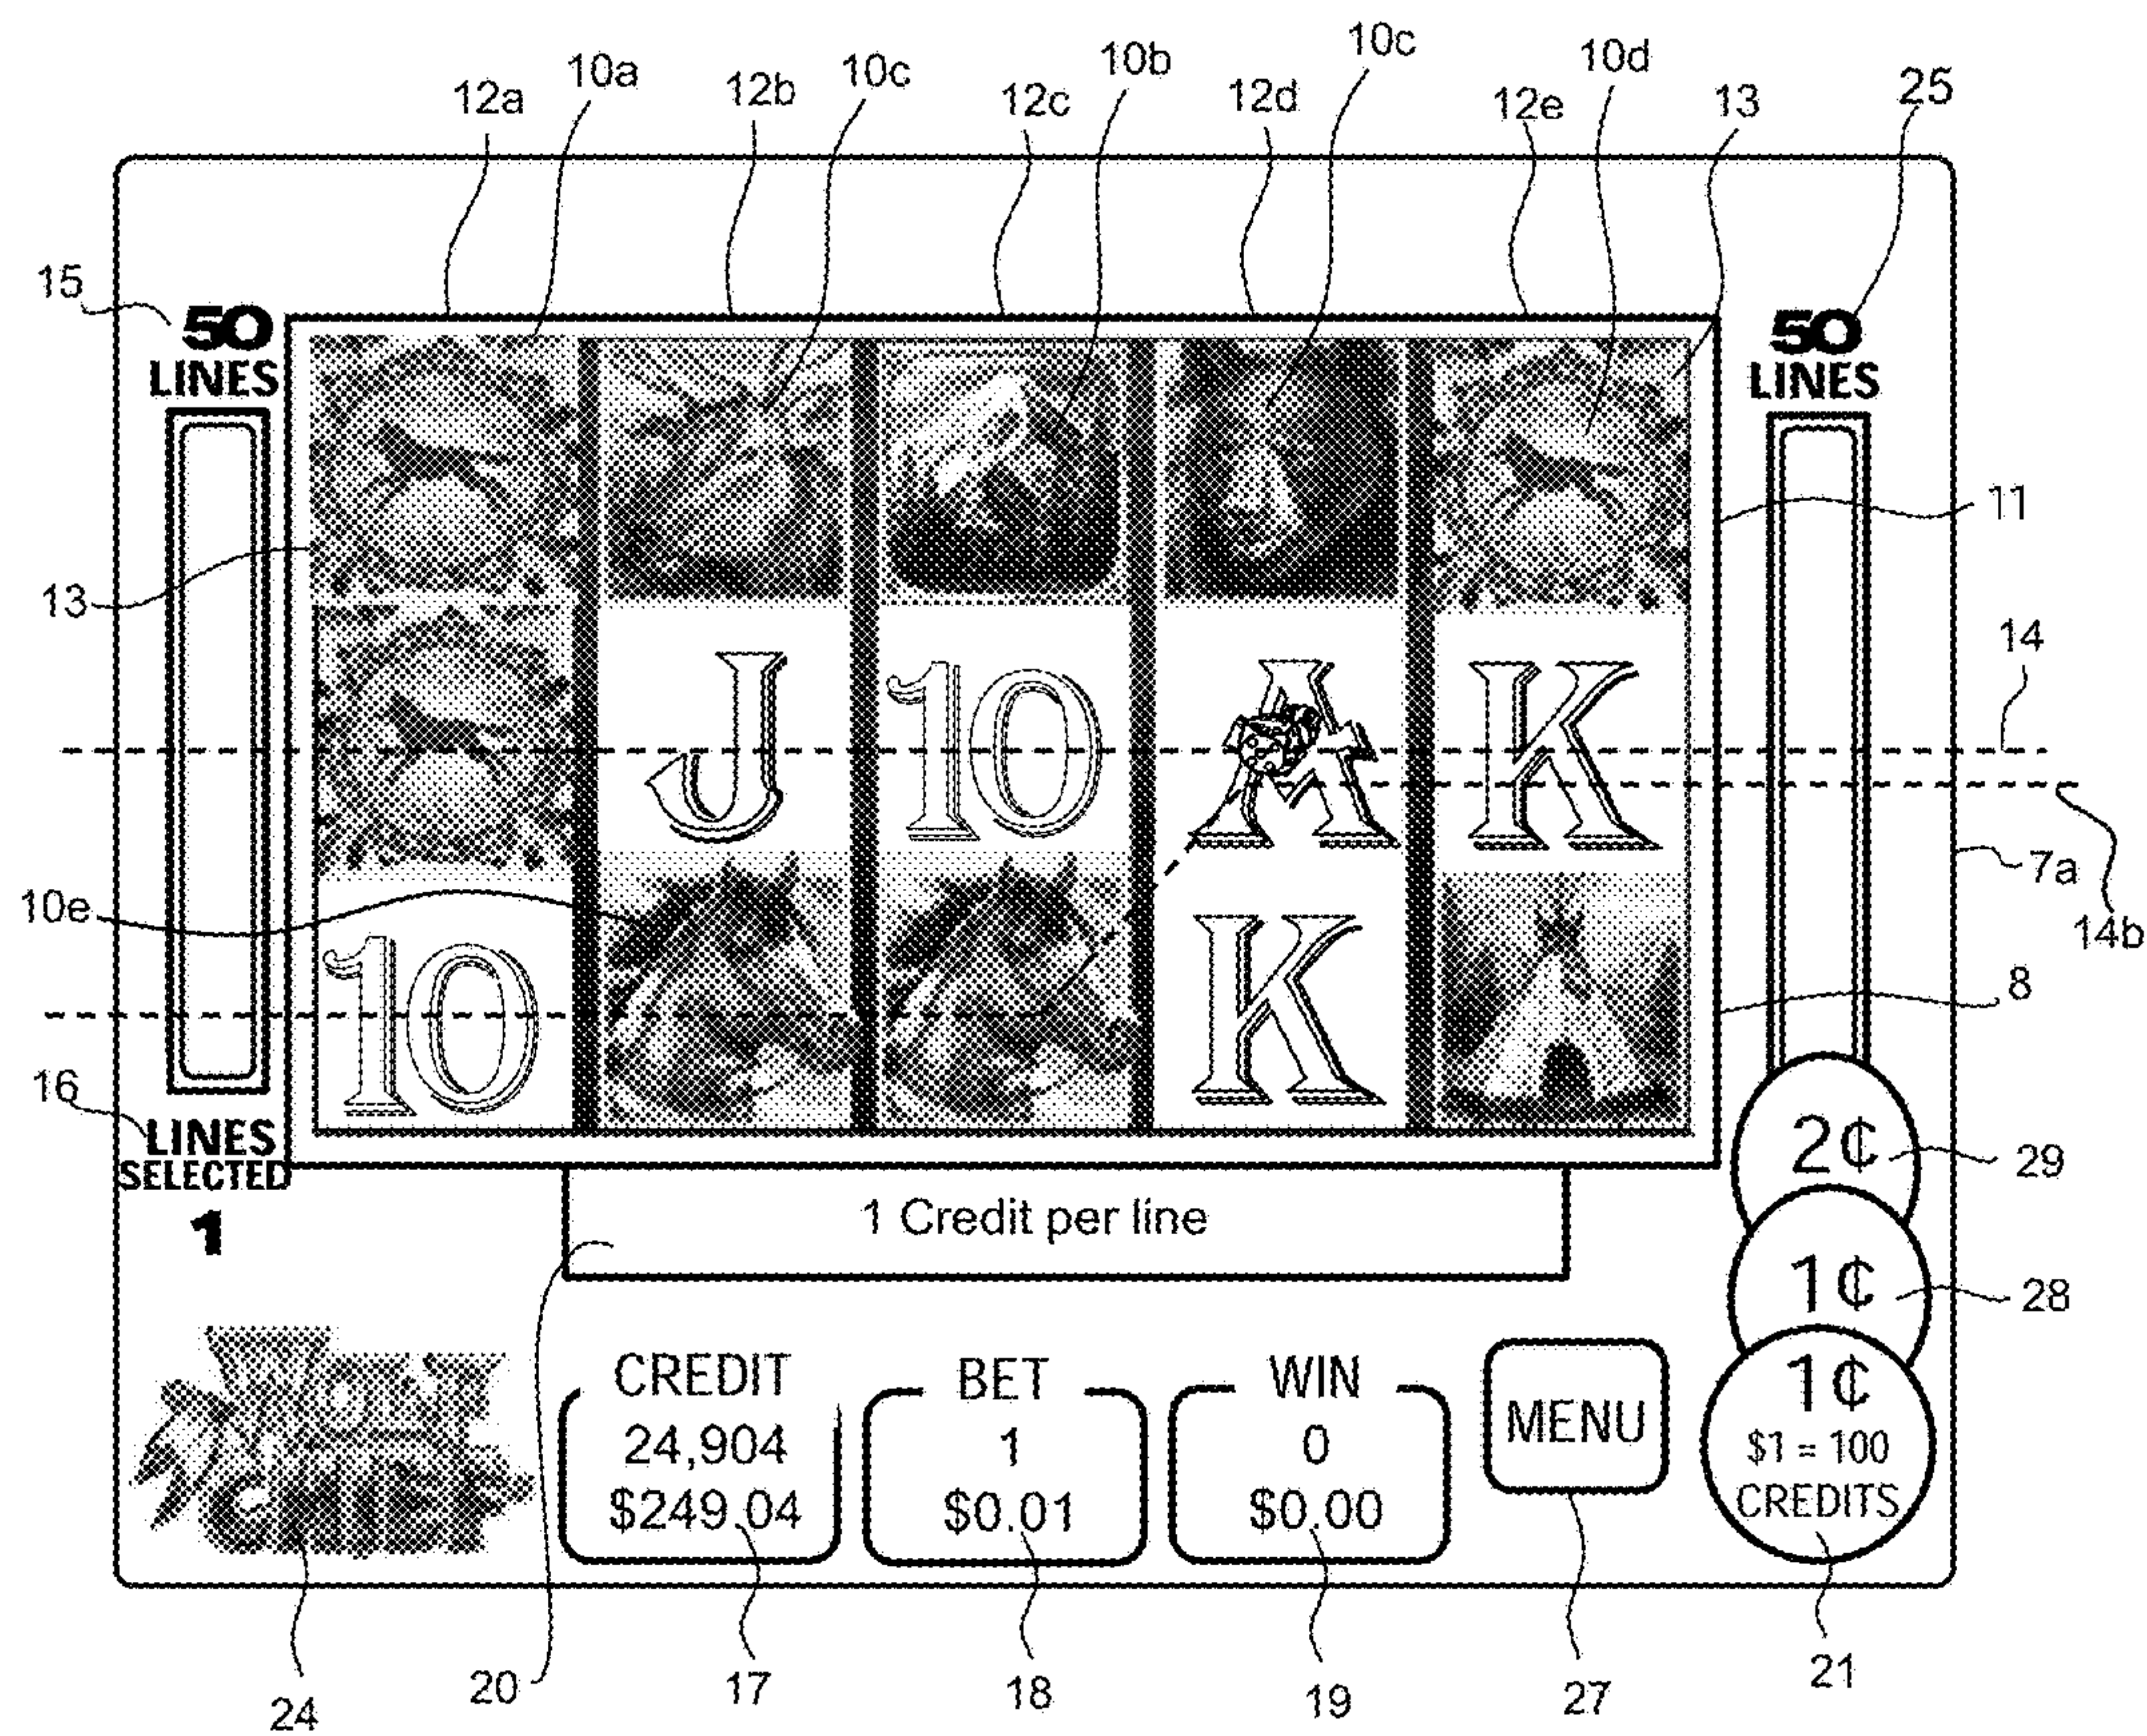 12a 10a 12b 10c 12c 10b 12d 10c 12e 10d 13 25
15
50 LINES
50 LINES
11
13
14
J 10 A K
7a
14b
10e
10 K
8
16
LINES SELECTED
1
2¢
29
1 Credit per line
1¢
28
CHIEF
CREDIT
24,904
$249.04
BET
1
$0.01
WIN
0
$0.00
MENU
1¢
$1 = 100
CREDITS
24 20 17 18 19 27 21